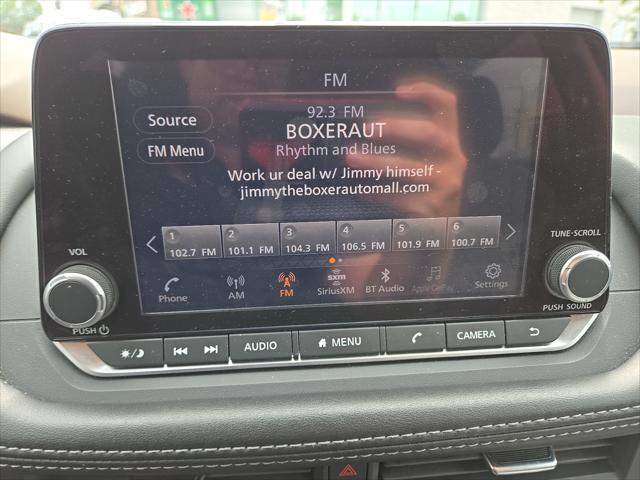 FM
92.3 FM
Source
BOXERAUT
Rhythm and Blues
FM Menu
Work ur deal w/ Jimmy himself -
jimmytheboxerautomall.com
1 2 3 4 5 6
102.7 FM 101.1 FM 104.3 FM 106.5 FM 101.9 FM 100.7 FM
VOL
TUNE-SCROLL
sxm
Phone AM FM SiriusXM BT Audio Apple CarPlay Settings
PUSH
PUSH SOUND
AUDIO MENU CAMERA